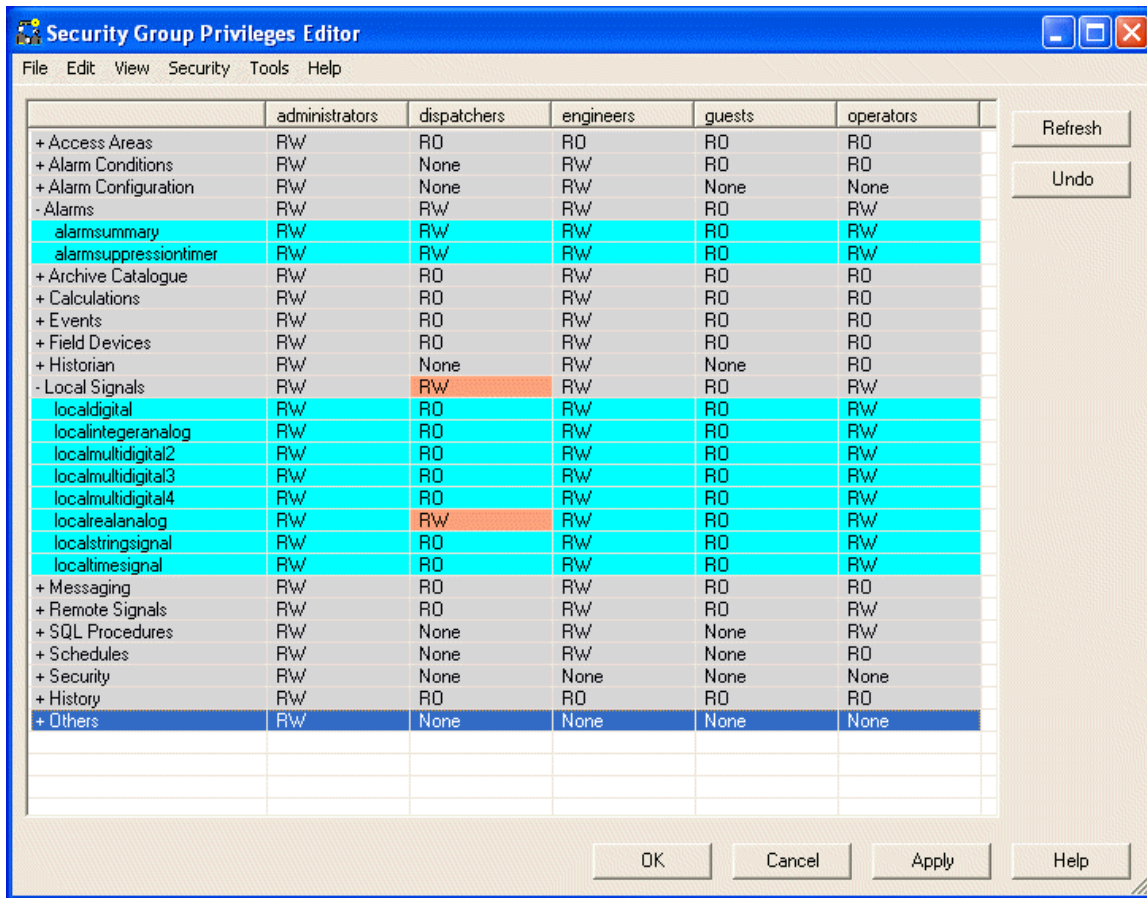 Security Group Privileges Editor
File Edit View Security Tools Help
administrators dispatchers engineers guests operators
+ Access Areas RW RO RO RO RO
+ Alarm Conditions RW None RW RO RO
+ Alarm Configuration RW None RW None None
- Alarms RW RW RW RO RW
alarmsummary RW RW RW RO RW
alarmsuppressiontimer RW RW RW RO RW
+ Archive Catalogue RW RO RW RO RO
+ Calculations RW RO RW RO RO
+ Events RW RO RW RO RO
+ Field Devices RW RO RW RO RO
+ Historian RW None RW None RO
- Local Signals RW RW RW RO RW
localdigital RW RO RW RO RW
localintegeranalog RW RO RW RO RW
localmultidigital2 RW RO RW RO RW
localmultidigital3 RW RO RW RO RW
localmultidigital4 RW RO RW RO RW
localrealanalog RW RW RW RO RW
localstringsignal RW RO RW RO RW
localtimesignal RW RO RW RO RW
+ Messaging RW RO RW RO RO
+ Remote Signals RW RO RW RO RW
+ SQL Procedures RW None RW None RW
+ Schedules RW None RW None RO
+ Security RW None None None None
+ History RW RO RO RO RO
+ Others RW None None None None
Refresh
Undo
OK Cancel Apply Help